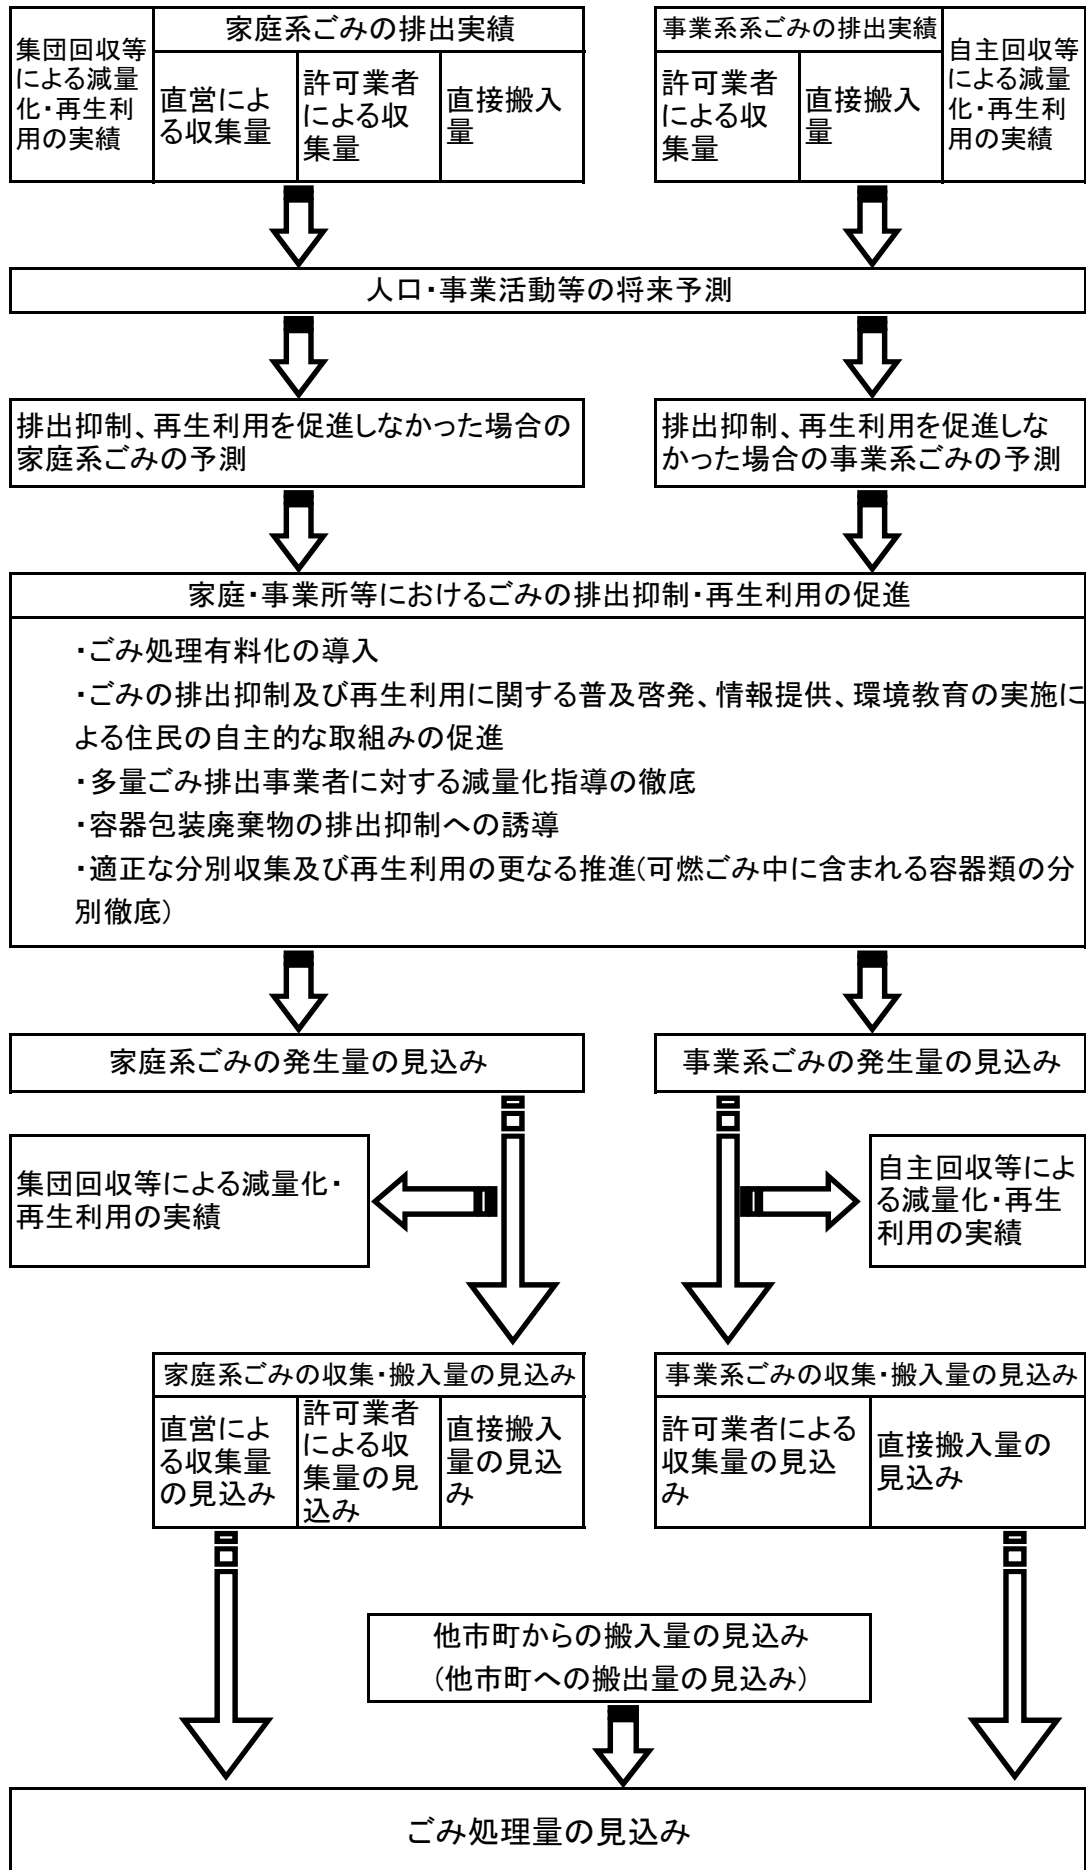 集団回収等
による減量
化・再生利
用の実績
家庭系ごみの排出実績
直営によ
る収集量
許可業者
による収
集量
直接搬入
量
事業系系ごみの排出実績
許可業者
による収
集量
直接搬入
量
自主回収等
による減量
化・再生利
用の実績
人口・事業活動等の将来予測
排出抑制、再生利用を促進しなかった場合の
家庭系ごみの予測
排出抑制、再生利用を促進しな
かった場合の事業系ごみの予測
家庭・事業所等におけるごみの排出抑制・再生利用の促進
・ごみ処理有料化の導入
・ごみの排出抑制及び再生利用に関する普及啓発、情報提供、環境教育の実施に
よる住民の自主的な取組みの促進
・多量ごみ排出事業者に対する減量化指導の徹底
・容器包装廃棄物の排出抑制への誘導
・適正な分別収集及び再生利用の更なる推進(可燃ごみ中に含まれる容器類の分
別徹底)
家庭系ごみの発生量の見込み
事業系ごみの発生量の見込み
集団回収等による減量化・
再生利用の実績
自主回収等によ
る減量化・再生
利用の実績
家庭系ごみの収集・搬入量の見込み
直営によ
る収集量
の見込み
許可業者
による収
集量の見
込み
直接搬入
量の見込
み
事業系ごみの収集・搬入量の見込み
許可業者による
収集量の見込
み
直接搬入量の
見込み
他市町からの搬入量の見込み
(他市町への搬出量の見込み)
ごみ処理量の見込み